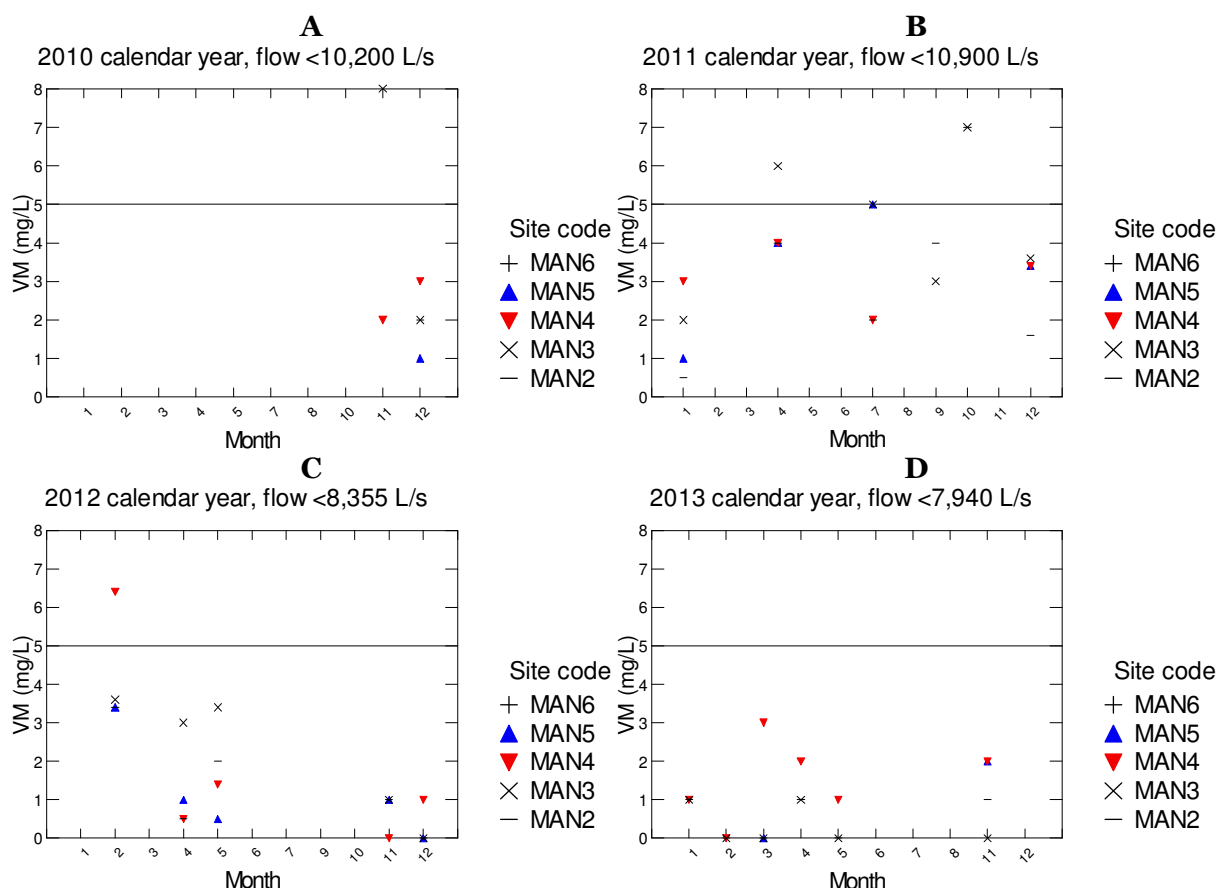 A
2010 calendar year, flow <10,200 L/s
8
7
6
5
4
3
2
1
0
VM (mg/L)
1 2 3 4 5 7 8 10 11 12
Month
Site code
MAN6
MAN5
MAN4
MAN3
MAN2
B
2011 calendar year, flow <10,900 L/s
8
7
6
5
4
3
2
1
0
VM (mg/L)
1 2 3 4 5 6 7 8 9 10 11 12
Month
Site code
MAN6
MAN5
MAN4
MAN3
MAN2
C
2012 calendar year, flow <8,355 L/s
8
7
6
5
4
3
2
1
0
VM (mg/L)
1 2 3 4 5 6 7 8 10 11 12
Month
Site code
MAN6
MAN5
MAN4
MAN3
MAN2
D
2013 calendar year, flow <7,940 L/s
8
7
6
5
4
3
2
1
0
VM (mg/L)
1 2 3 4 5 6 7 8 11 12
Month
Site code
MAN6
MAN5
MAN4
MAN3
MAN2